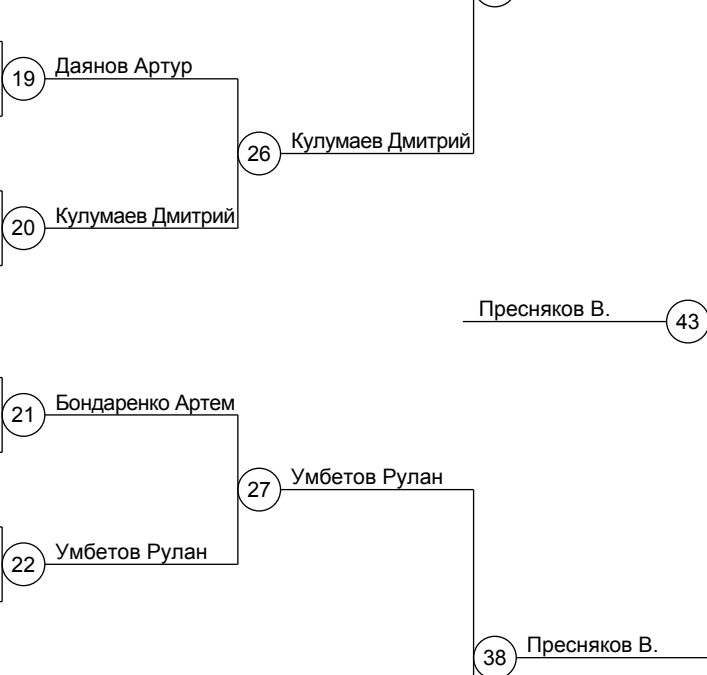 19 Даянов Артур
26 Кулумаев Дмитрий
20 Кулумаев Дмитрий
Пресняков В. 43
21 Бондаренко Артем
27 Умбетов Рулан
22 Умбетов Рулан
38 Пресняков В.